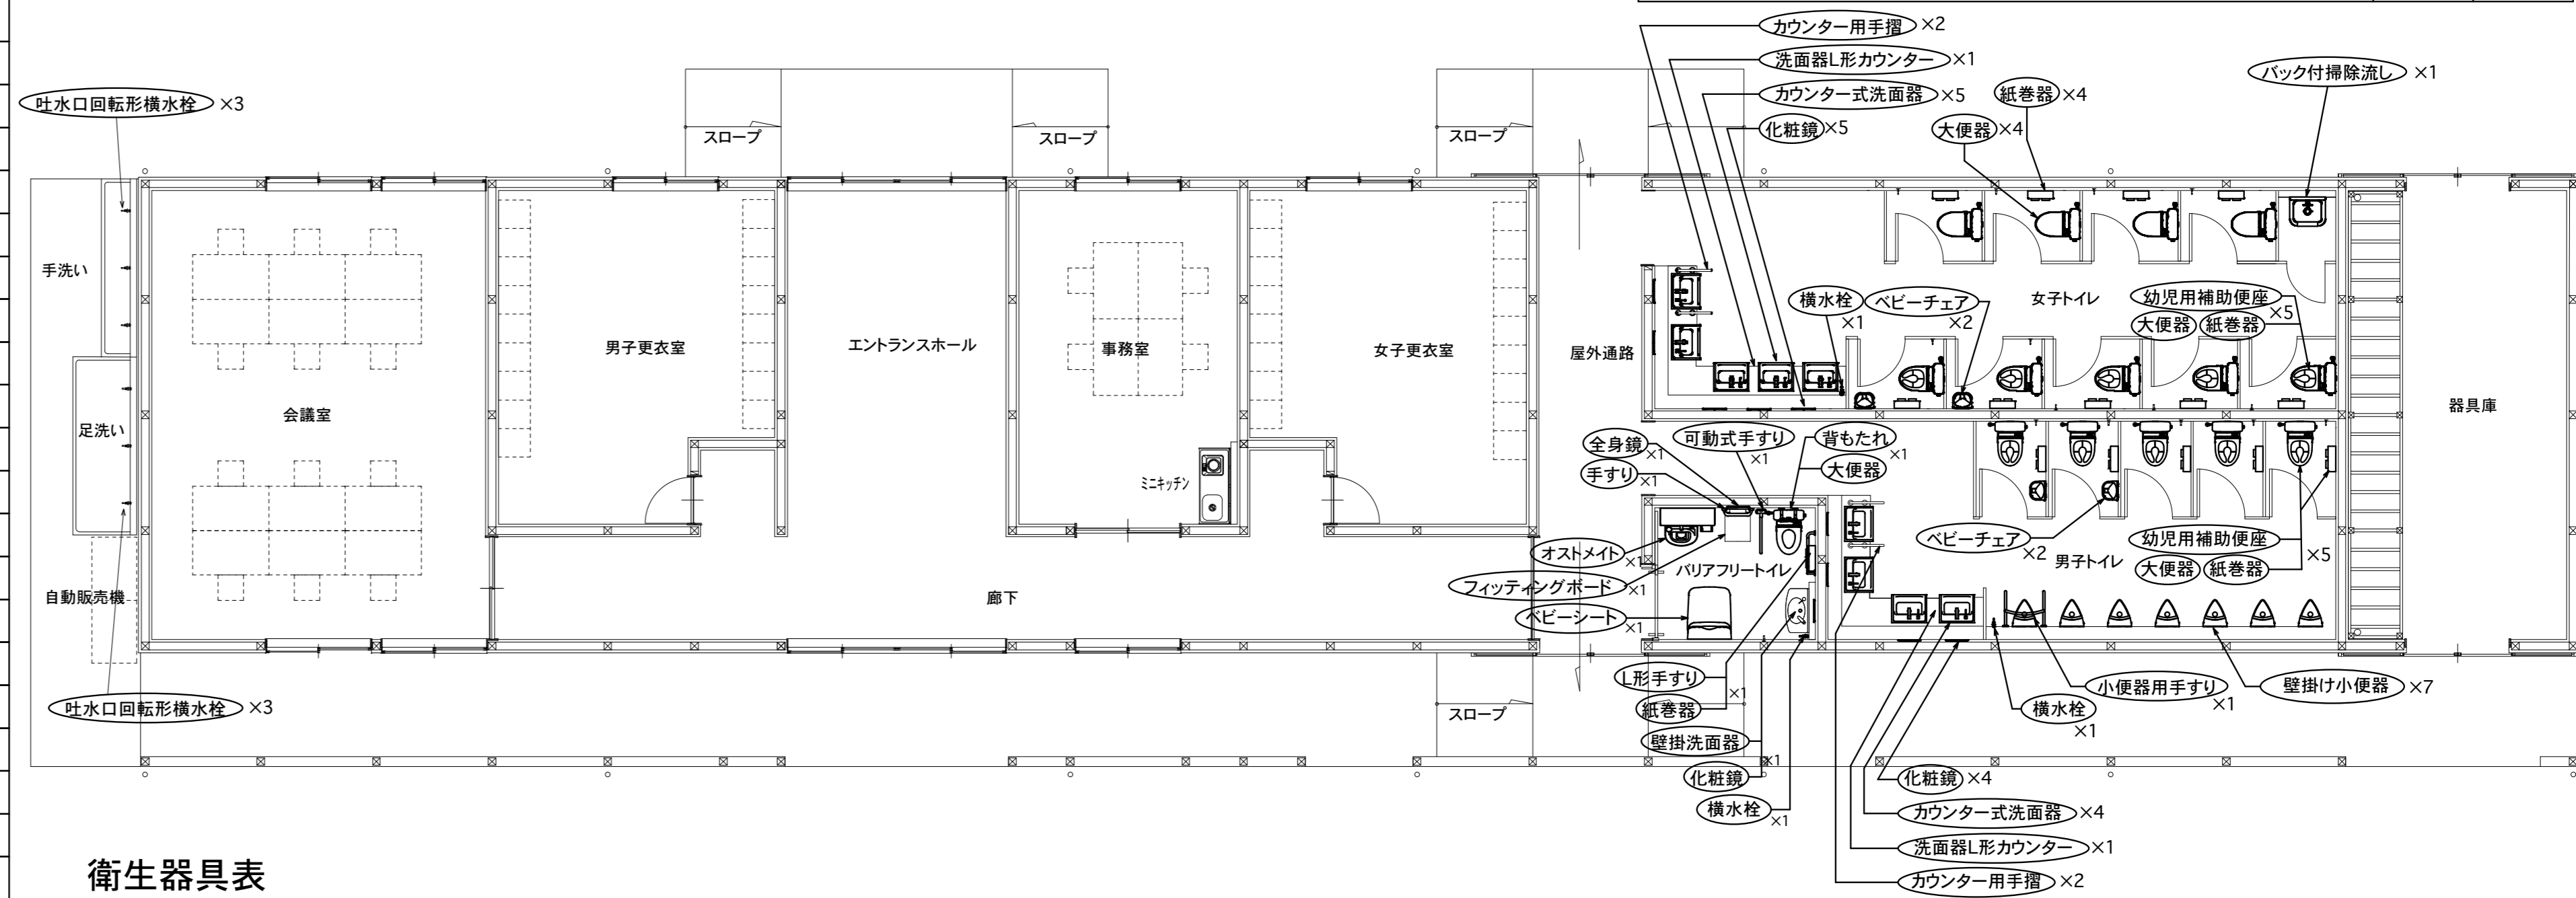 カウンター用手摺 ×2
洗面器L形カウンター ×1
カウンター式洗面器 ×5
化粧鏡 ×5
紙巻器 ×4
大便器 ×4
バック付掃除流し ×1
吐水口回転形横水栓 ×3
スロープ
スロープ
スロープ
手洗い
足洗い
自動販売機
会議室
男子更衣室
エントランスホール
事務室
ミニキッチン
女子更衣室
廊下
屋外通路
横水栓
×1
ベビーチェア
×2
女子トイレ
幼児用補助便座
×5
大便器
紙巻器
器具庫
全身鏡
×1
可動式手すり
×1
背もたれ
×1
大便器
手すり
×1
オストメイト
×1
バリアフリートイレ
フィッティングボード
×1
ベビーシート
×1
ベビーチェア
×2
男子トイレ
幼児用補助便座
×5
大便器
紙巻器
L形手すり
×1
紙巻器
壁掛洗面器
×1
化粧鏡
横水栓
×1
スロープ
横水栓
×1
小便器用手すり
×1
壁掛け小便器 ×7
吐水口回転形横水栓 ×3
化粧鏡 ×4
カウンター式洗面器 ×4
洗面器L形カウンター ×1
カウンター用手摺 ×2
衛生器具表